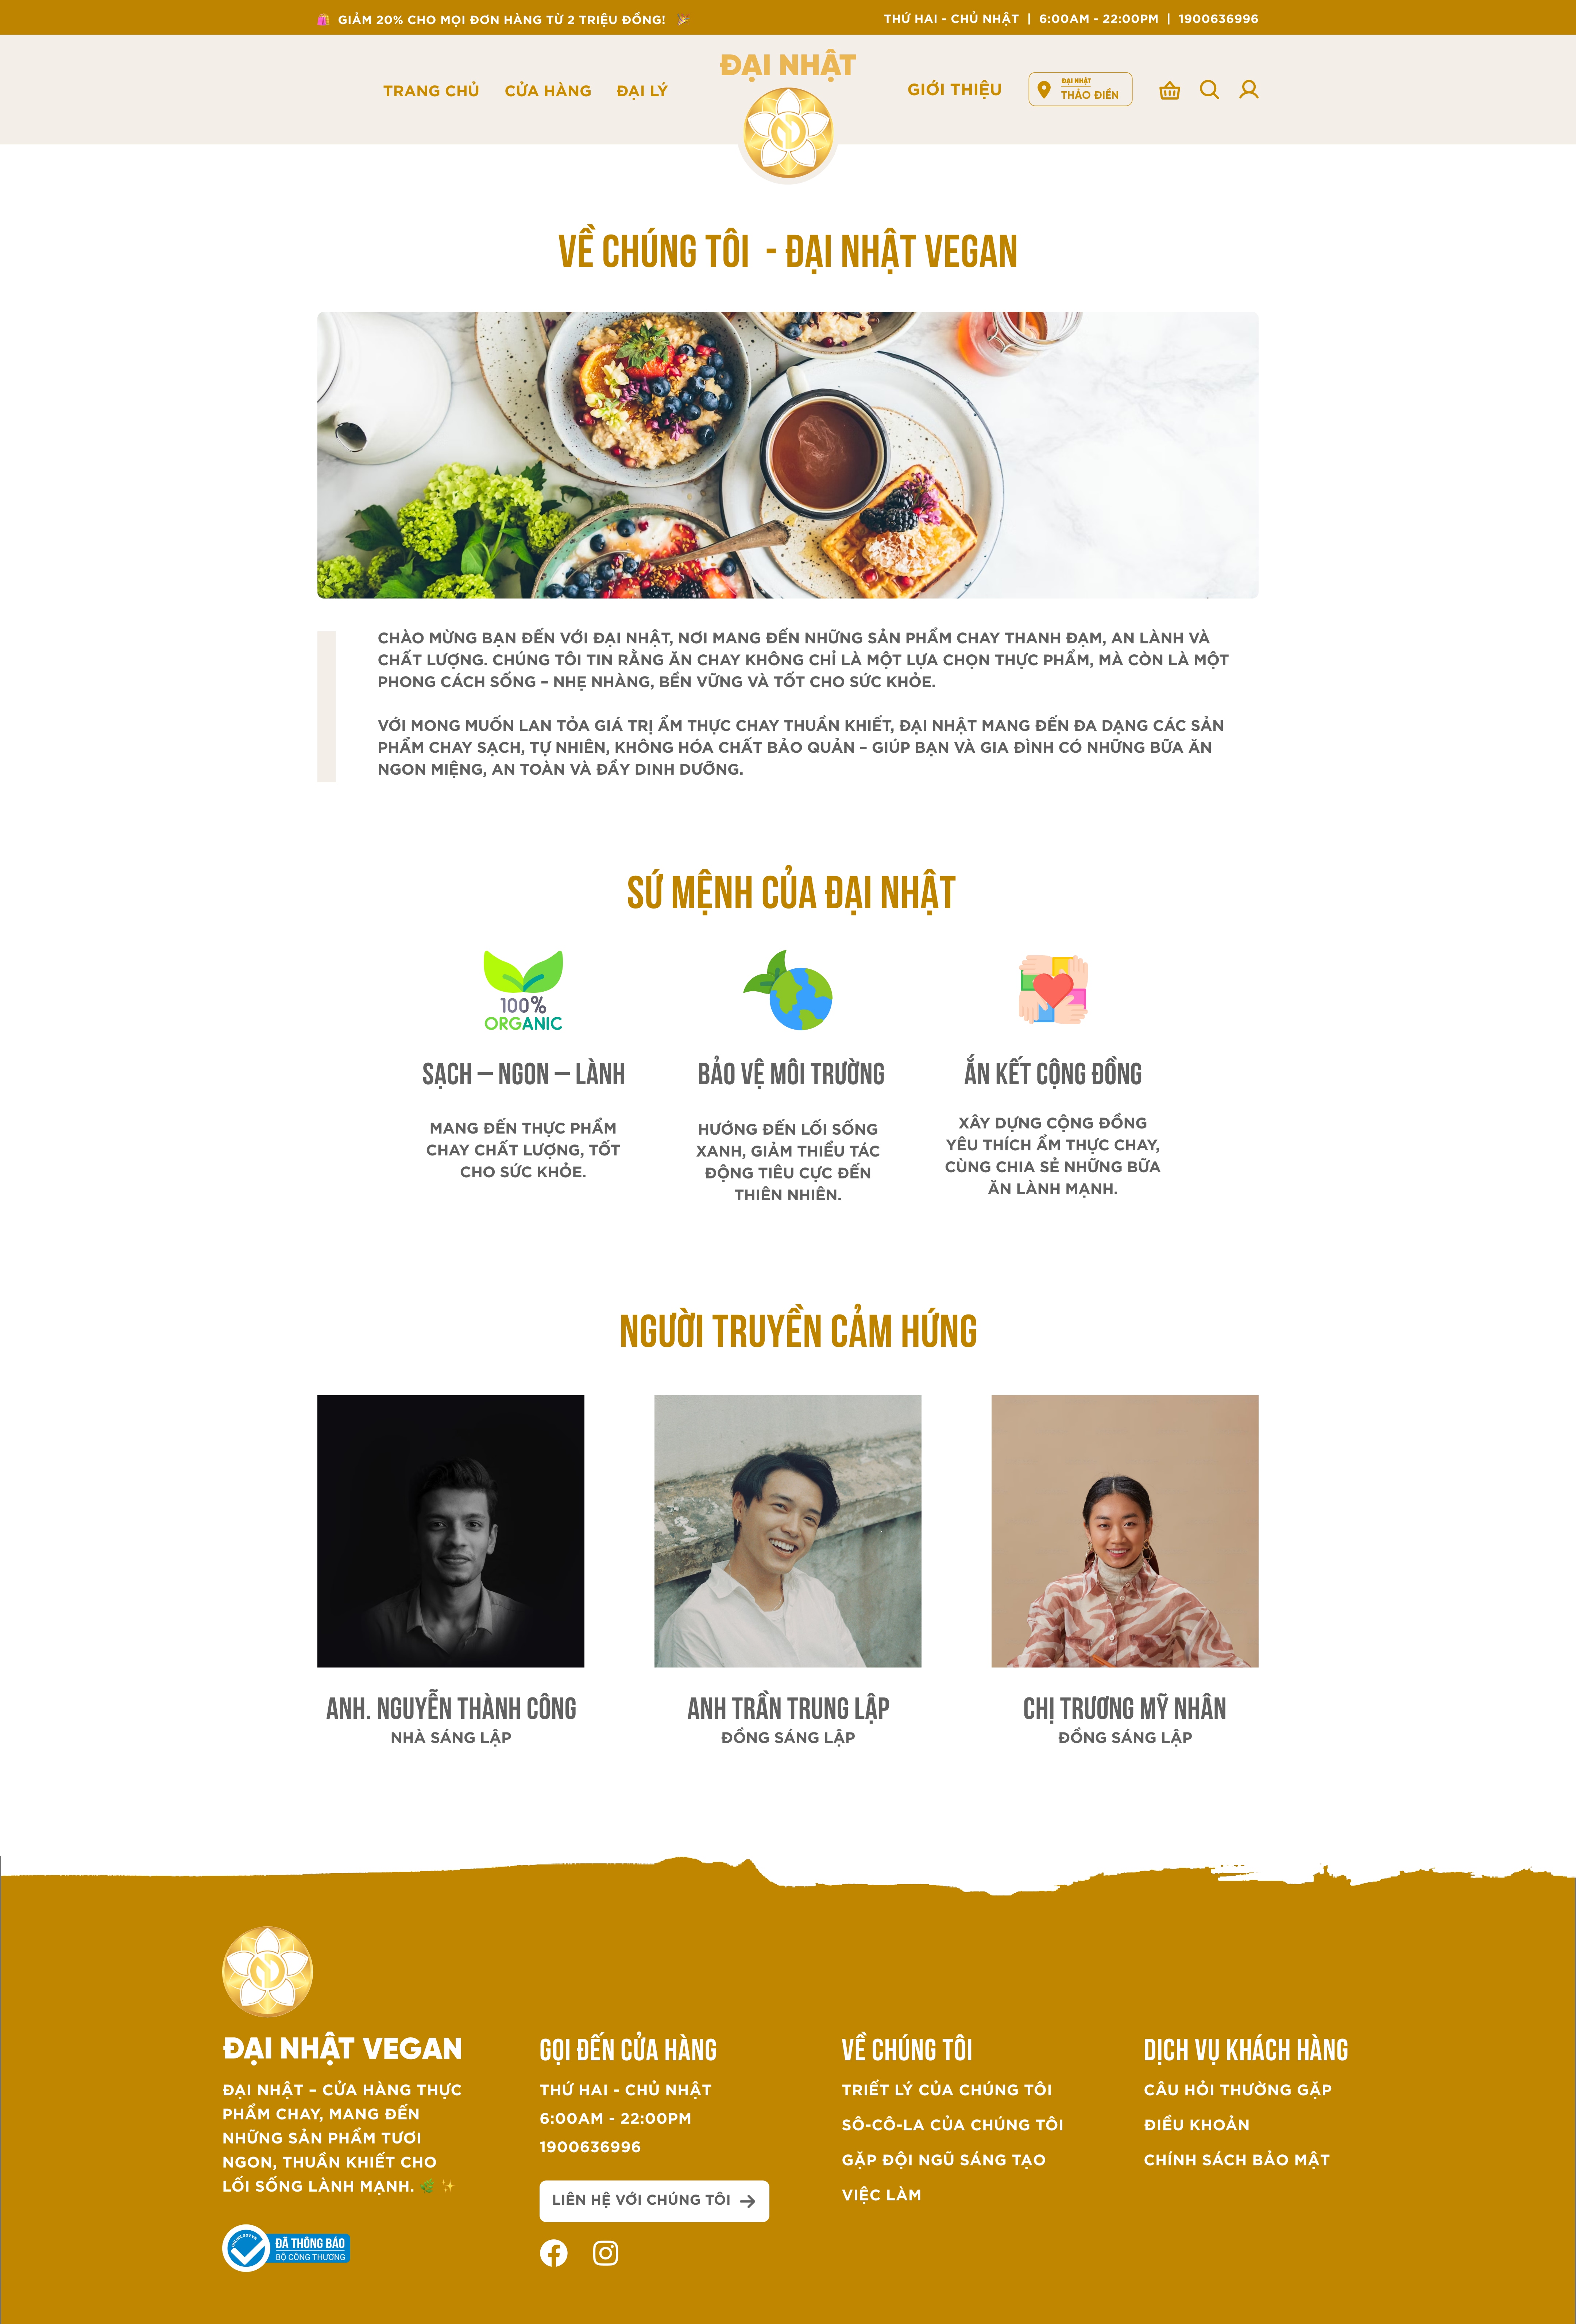 GIẢM 20% CHO MỌI ĐƠN HÀNG TỪ 2 TRIỆU ĐỒNG!
THỨ HAI - CHỦ NHẬT | 6:00AM - 22:00PM | 1900636996
ĐẠI NHẬT
TRANG CHỦ
CỬA HÀNG
ĐẠI LÝ
GIỚI THIỆU
ĐẠI NHẬT
THẢO ĐIỀN
VỀ CHÚNG TÔI - ĐẠI NHẬT VEGAN
CHÀO MỪNG BẠN ĐẾN VỚI ĐẠI NHẬT, NƠI MANG ĐẾN NHỮNG SẢN PHẨM CHAY THANH ĐẠM, AN LÀNH VÀ
CHẤT LƯỢNG. CHÚNG TÔI TIN RẰNG ĂN CHAY KHÔNG CHỈ LÀ MỘT LỰA CHỌN THỰC PHẨM, MÀ CÒN LÀ MỘT
PHONG CÁCH SỐNG – NHẸ NHÀNG, BỀN VỮNG VÀ TỐT CHO SỨC KHỎE.
VỚI MONG MUỐN LAN TỎA GIÁ TRỊ ẨM THỰC CHAY THUẦN KHIẾT, ĐẠI NHẬT MANG ĐẾN ĐA DẠNG CÁC SẢN
PHẨM CHAY SẠCH, TỰ NHIÊN, KHÔNG HÓA CHẤT BẢO QUẢN – GIÚP BẠN VÀ GIA ĐÌNH CÓ NHỮNG BỮA ĂN
NGON MIỆNG, AN TOÀN VÀ ĐẦY DINH DƯỠNG.
SỨ MỆNH CỦA ĐẠI NHẬT
100%
ORGANIC
SẠCH – NGON – LÀNH
MANG ĐẾN THỰC PHẨM
CHAY CHẤT LƯỢNG, TỐT
CHO SỨC KHỎE.
BẢO VỆ MÔI TRƯỜNG
HƯỚNG ĐẾN LỐI SỐNG
XANH, GIẢM THIỂU TÁC
ĐỘNG TIÊU CỰC ĐẾN
THIÊN NHIÊN.
ẮN KẾT CỘNG ĐỒNG
XÂY DỰNG CỘNG ĐỒNG
YÊU THÍCH ẨM THỰC CHAY,
CÙNG CHIA SẺ NHỮNG BỮA
ĂN LÀNH MẠNH.
NGƯỜI TRUYỀN CẢM HỨNG
ANH. NGUYỄN THÀNH CÔNG
NHÀ SÁNG LẬP
ANH TRẦN TRUNG LẬP
ĐỒNG SÁNG LẬP
CHỊ TRƯƠNG MỸ NHÂN
ĐỒNG SÁNG LẬP
ĐẠI NHẬT VEGAN
ĐẠI NHẬT – CỬA HÀNG THỰC
PHẨM CHAY, MANG ĐẾN
NHỮNG SẢN PHẨM TƯƠI
NGON, THUẦN KHIẾT CHO
LỐI SỐNG LÀNH MẠNH. 🌿✨
ONLINE.GOV.VN
ĐÃ THÔNG BÁO
BỘ CÔNG THƯƠNG
GỌI ĐẾN CỬA HÀNG
THỨ HAI - CHỦ NHẬT
6:00AM - 22:00PM
1900636996
LIÊN HỆ VỚI CHÚNG TÔI →
VỀ CHÚNG TÔI
TRIẾT LÝ CỦA CHÚNG TÔI
SÔ-CÔ-LA CỦA CHÚNG TÔI
GẶP ĐỘI NGŨ SÁNG TẠO
VIỆC LÀM
DỊCH VỤ KHÁCH HÀNG
CÂU HỎI THƯỜNG GẶP
ĐIỀU KHOẢN
CHÍNH SÁCH BẢO MẬT